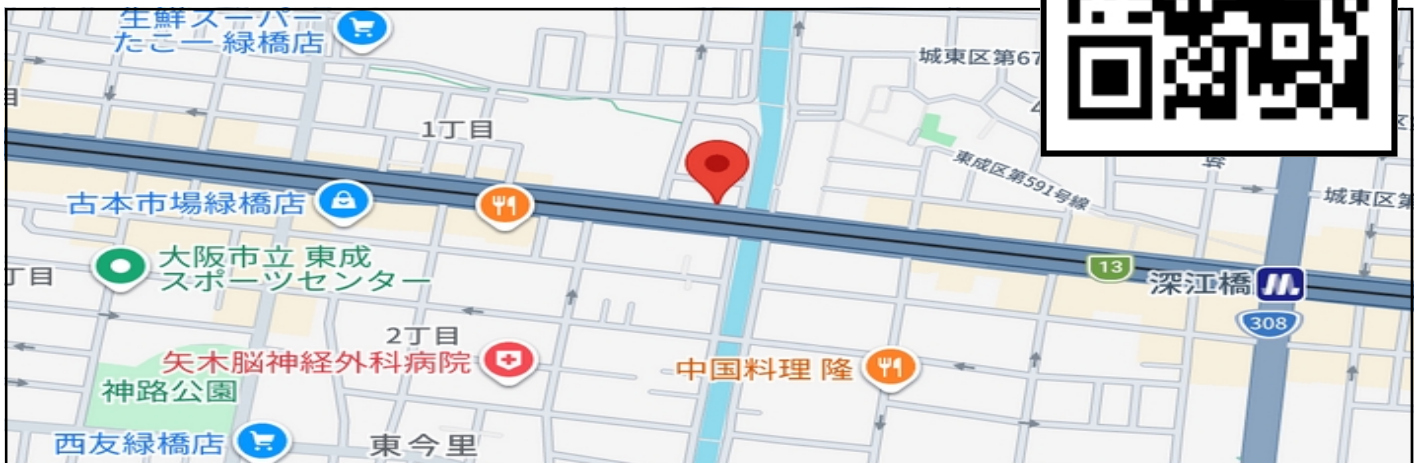 生鮮スーパー
たこー 緑橋店
城東区第67
1丁目
東成区第591号線
城東区第
古本市場緑橋店
大阪市立 東成
スポーツセンター
丁目
13
深江橋
308
2丁目
矢木脳神経外科病院
中国料理 隆
神路公園
西友緑橋店
東今里